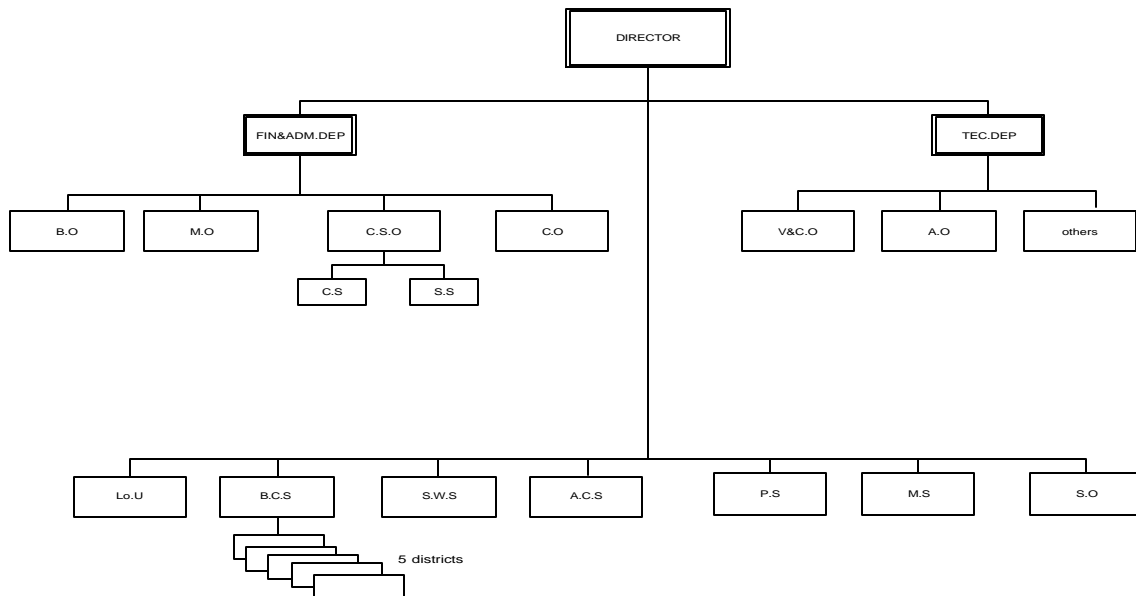 DIRECTOR
FIN&ADM.DEP
TEC.DEP
B.O
M.O
C.S.O
C.O
V&C.O
A.O
others
C.S
S.S
Lo.U
B.C.S
S.W.S
A.C.S
P.S
M.S
S.O
5 districts